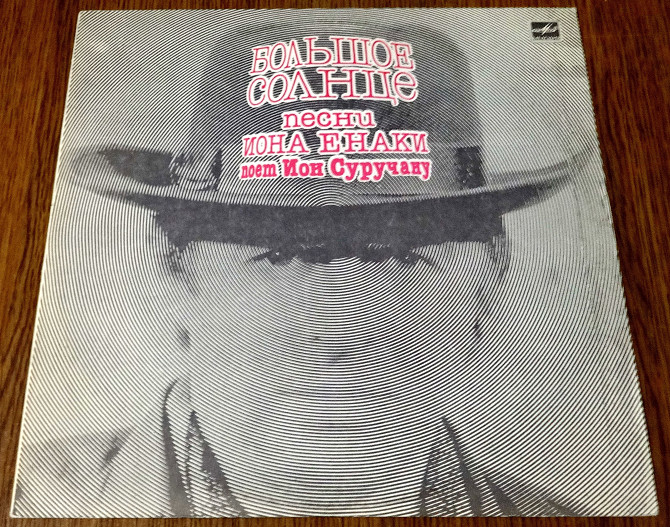 БОЛЬШОЕ
СОЛНЦЕ
песни
ИОНА ЕНАКИ
поет Ион Суручану